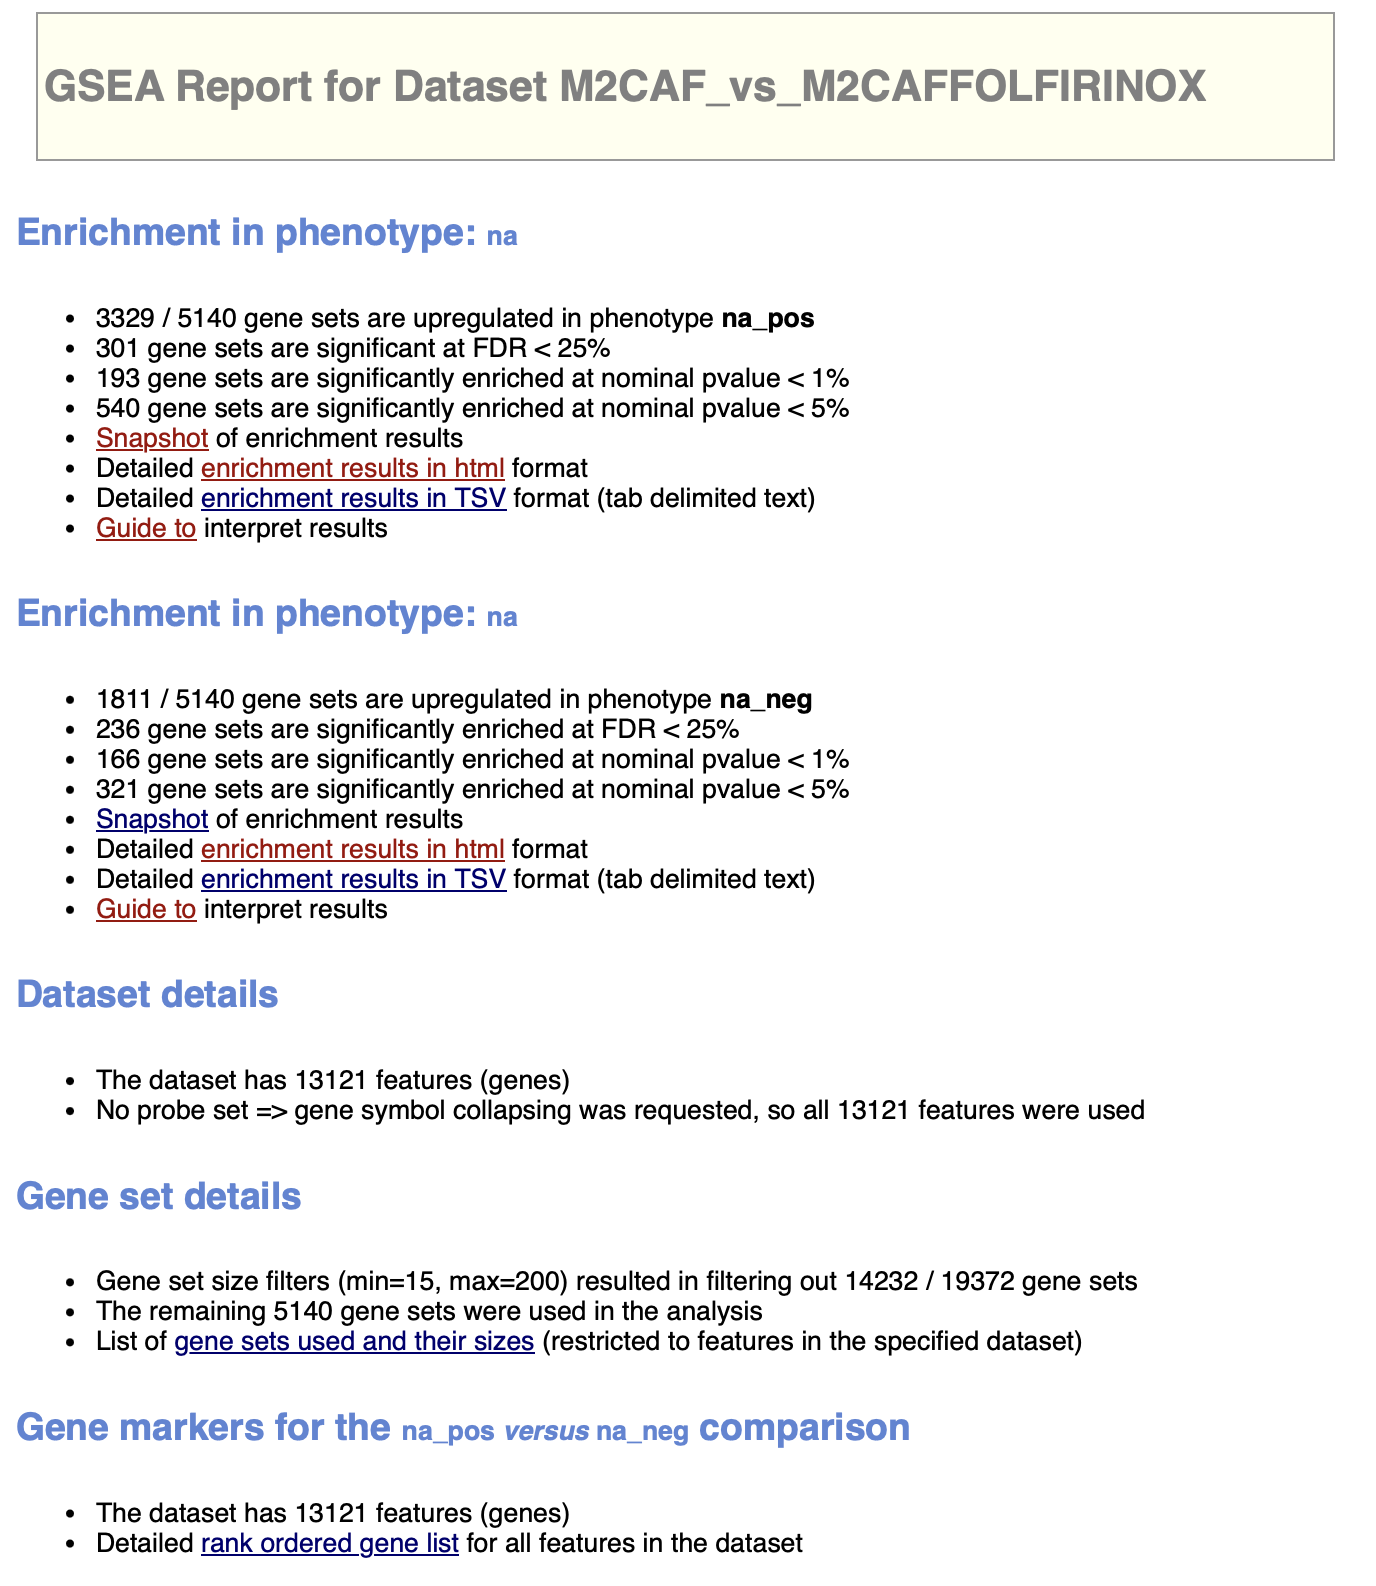 GSEA Report for Dataset M2CAF_vs_M2CAFFOLFIRINOX
Enrichment in phenotype: na
• 3329 / 5140 gene sets are upregulated in phenotype na_pos
• 301 gene sets are significant at FDR < 25%
• 193 gene sets are significantly enriched at nominal pvalue < 1%
• 540 gene sets are significantly enriched at nominal pvalue < 5%
• Snapshot of enrichment results
• Detailed enrichment results in html format
• Detailed enrichment results in TSV format (tab delimited text)
• Guide to interpret results
Enrichment in phenotype: na
• 1811 / 5140 gene sets are upregulated in phenotype na_neg
• 236 gene sets are significantly enriched at FDR < 25%
• 166 gene sets are significantly enriched at nominal pvalue < 1%
• 321 gene sets are significantly enriched at nominal pvalue < 5%
• Snapshot of enrichment results
• Detailed enrichment results in html format
• Detailed enrichment results in TSV format (tab delimited text)
• Guide to interpret results
Dataset details
• The dataset has 13121 features (genes)
• No probe set => gene symbol collapsing was requested, so all 13121 features were used
Gene set details
• Gene set size filters (min=15, max=200) resulted in filtering out 14232 / 19372 gene sets
• The remaining 5140 gene sets were used in the analysis
• List of gene sets used and their sizes (restricted to features in the specified dataset)
Gene markers for the na_pos versus na_neg comparison
• The dataset has 13121 features (genes)
• Detailed rank ordered gene list for all features in the dataset